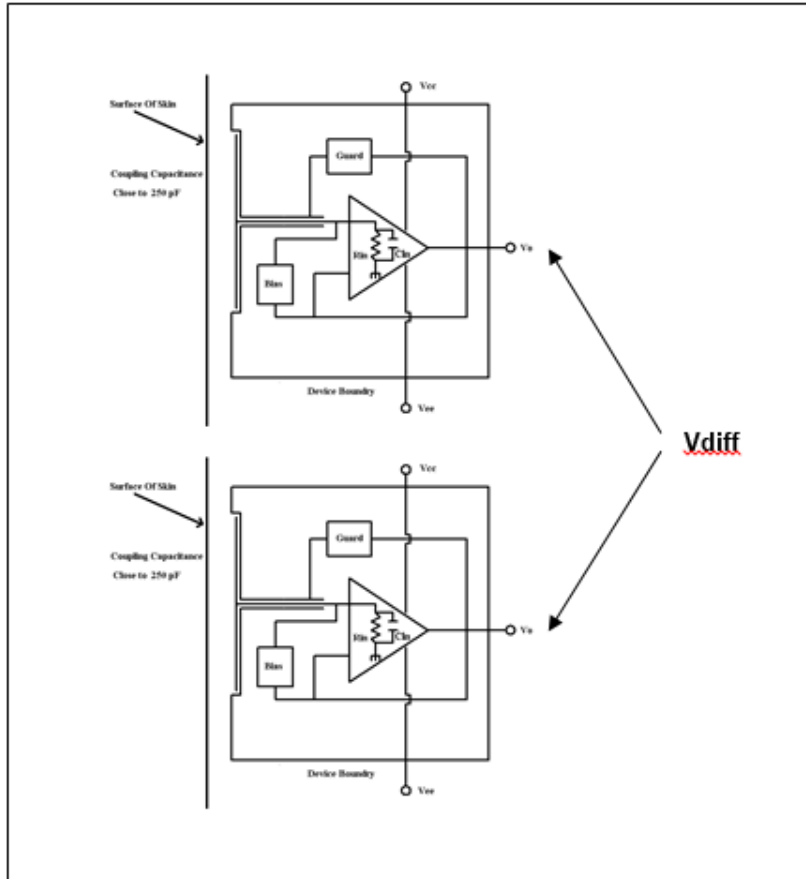 Vcc
Surface Of Skin
Guard
Coupling Capacitance
Close to 250 pF
Rin
Cin
Vo
Bias
Device Boundry
Vee
Vdiff
Vcc
Surface Of Skin
Guard
Coupling Capacitance
Close to 250 pF
Rin
Cin
Vo
Bias
Device Boundry
Vee